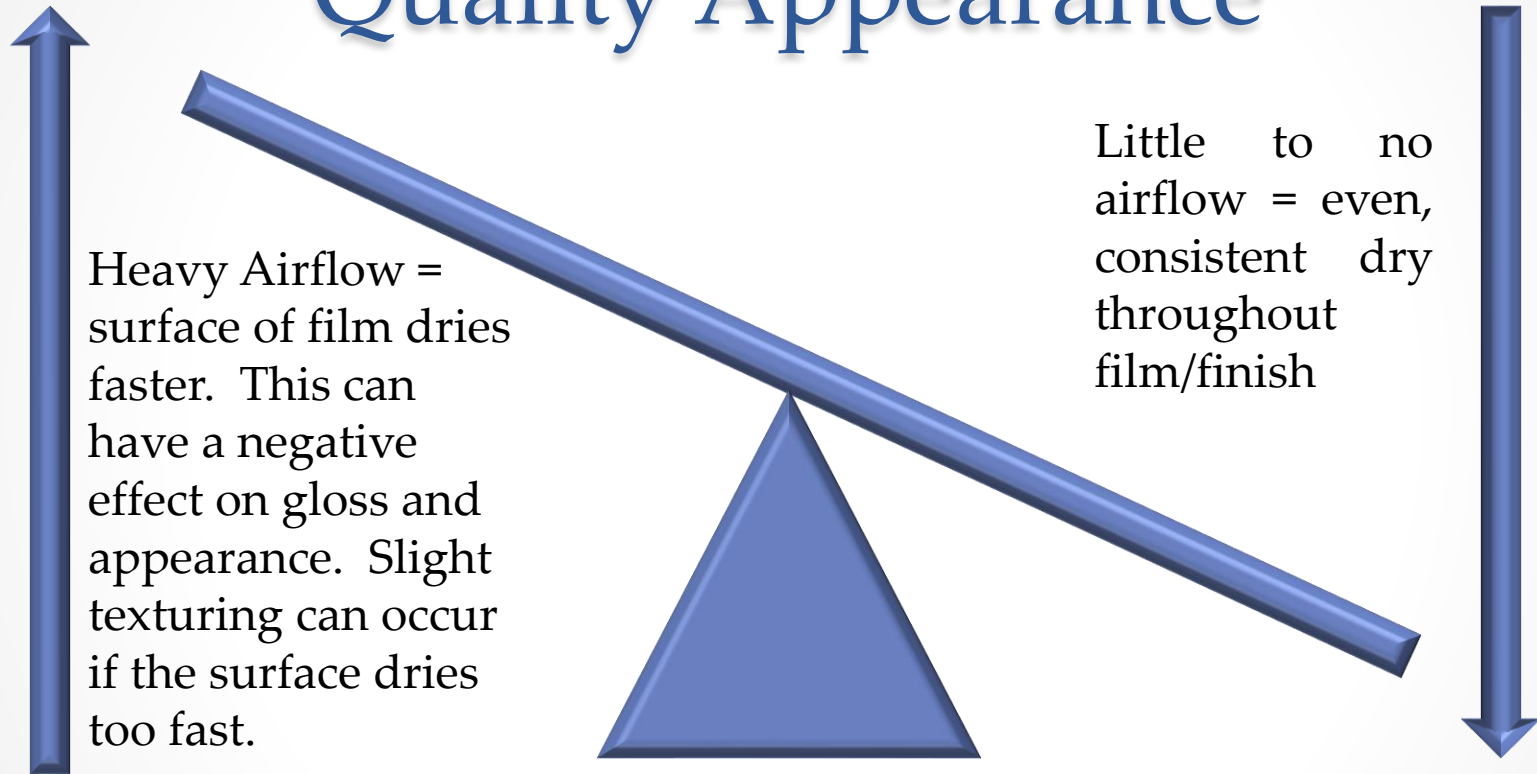 Quality Appearance
Heavy Airflow =
surface of film dries
faster.  This can
have a negative
effect on gloss and
appearance.  Slight
texturing can occur
if the surface dries
too fast.
Little to no
airflow = even,
consistent dry
throughout
film/finish